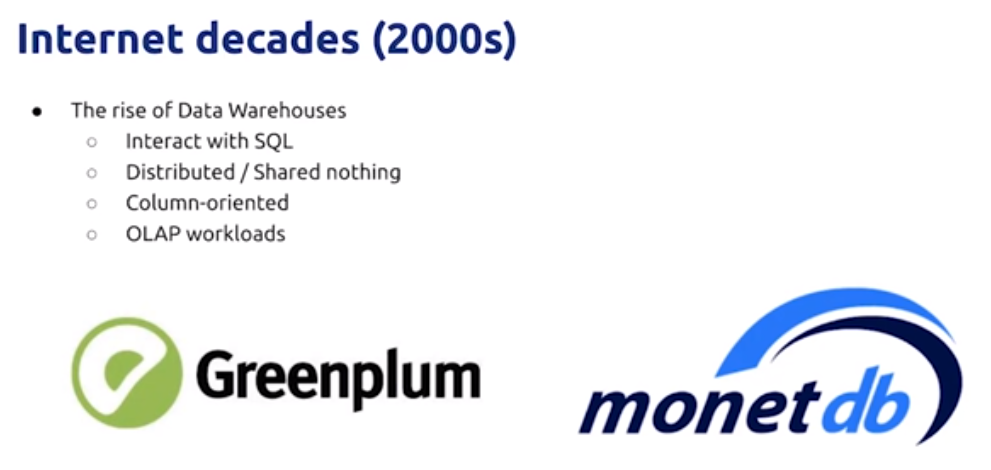 Internet decades (2000s)
● The rise of Data Warehouses
○ Interact with SQL
○ Distributed / Shared nothing
○ Column-oriented
○ OLAP workloads
Greenplum
monetdb